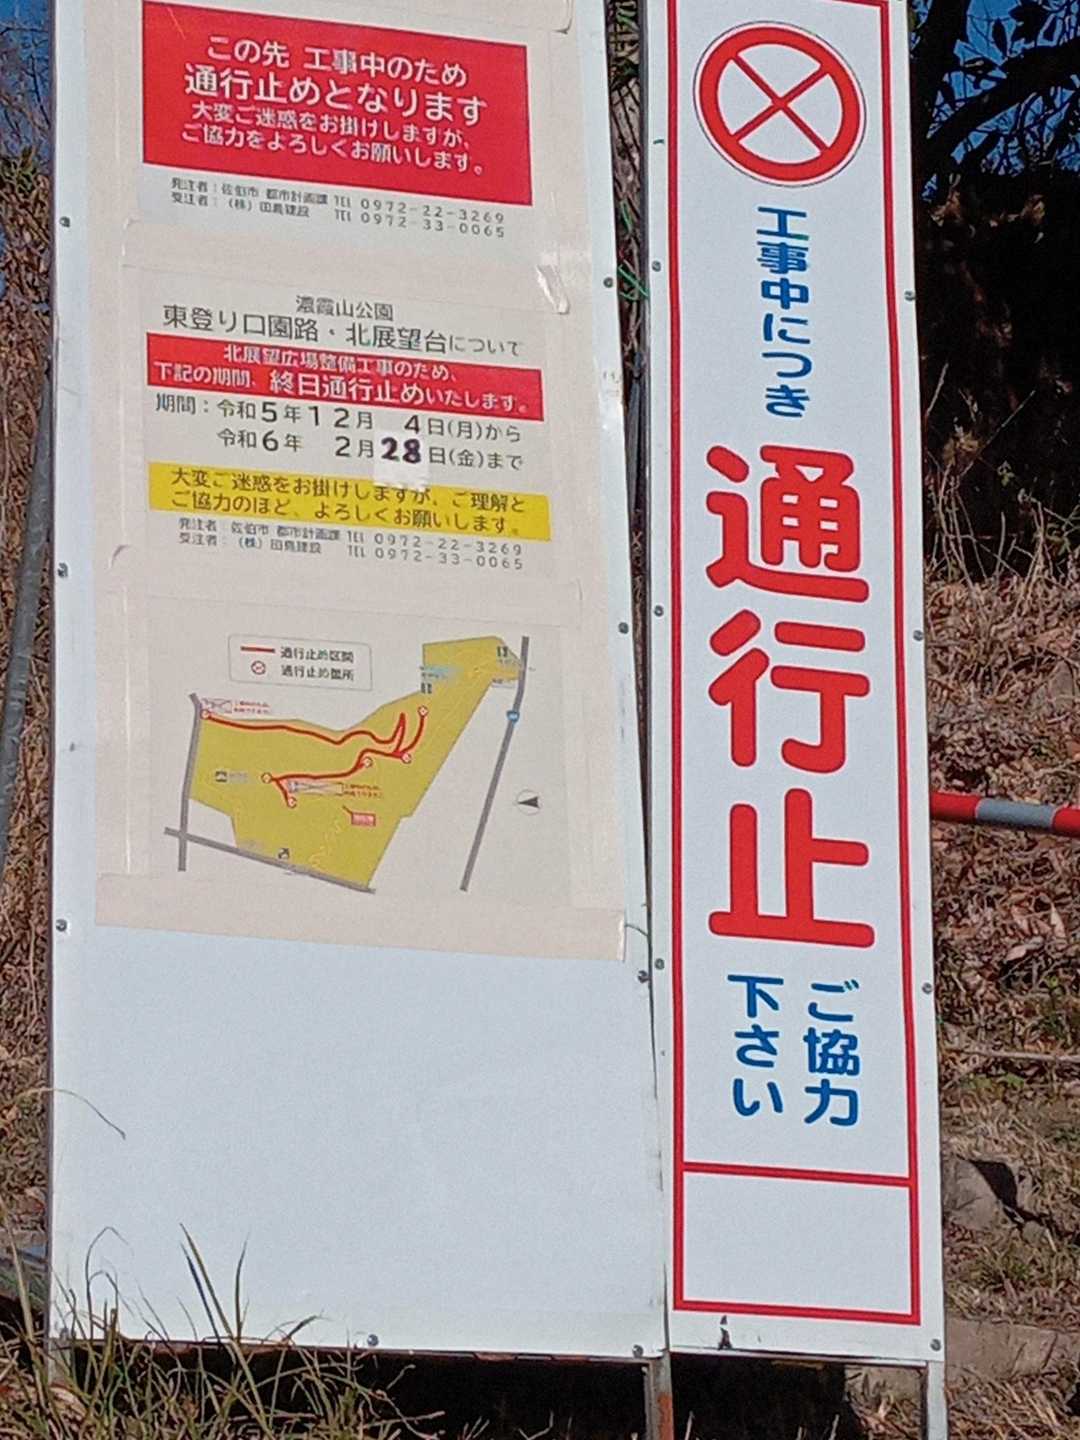 この先 工事中のため
通行止めとなります
大変ご迷惑をお掛けしますが、
ご協力をよろしくお願いします。
発注者：佐伯市 都市計画課 TEL 0972-22-3269
受注者：（株）田島建設 TEL 0972-33-0065
濃霞山公園
東登り口園路・北展望台について
北展望広場整備工事のため、
下記の期間、終日通行止めいたします。
期間：令和5年12月 4日(月)から
令和6年 2月28日(金)まで
大変ご迷惑をお掛けしますが、ご理解と
ご協力のほど、よろしくお願いします。
発注者：佐伯市 都市計画課 TEL 0972-22-3269
受注者：（株）田島建設 TEL 0972-33-0065
通行止め区間
通行止め箇所
工事中につき
通行止
ご協力
下さい